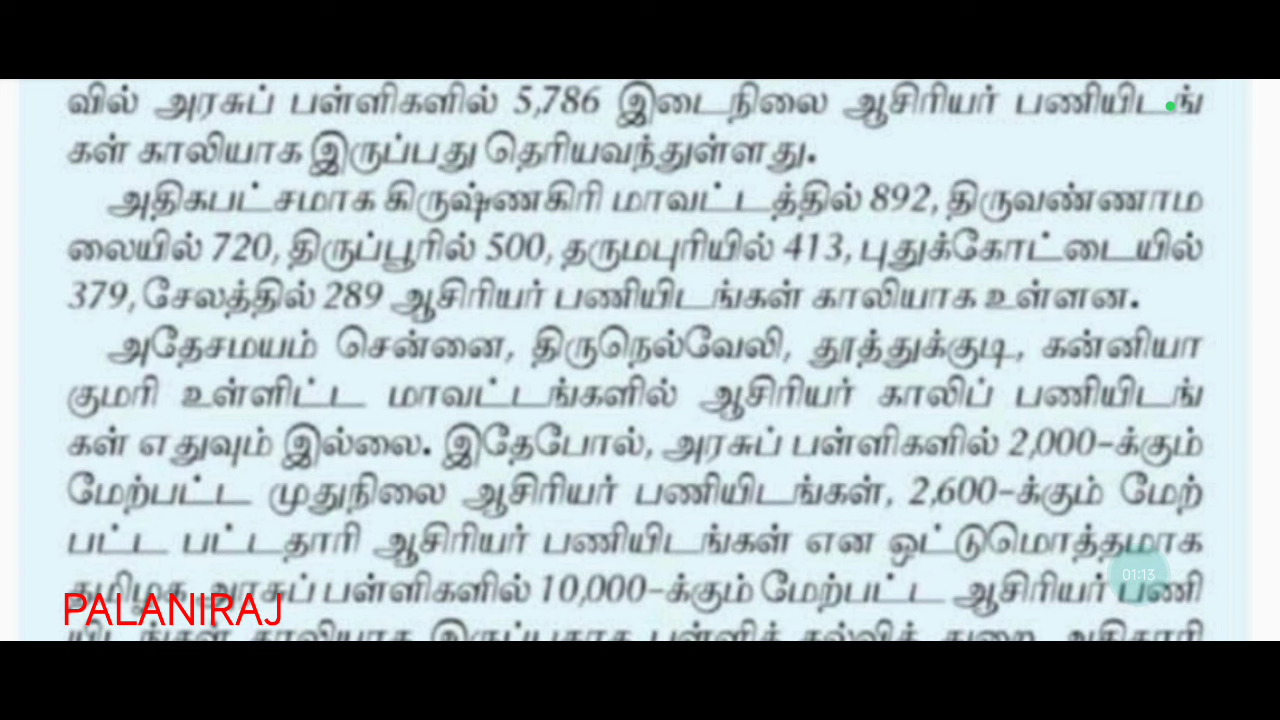 வில் அரசுப் பள்ளிகளில் 5,786 இடைநிலை ஆசிரியர் பணியிடங்
கள் காலியாக இருப்பது தெரியவந்துள்ளது.
அதிகபட்சமாக கிருஷ்ணகிரி மாவட்டத்தில் 892, திருவண்ணாம
லையில் 720, திருப்பூரில் 500, தருமபுரியில் 413, புதுக்கோட்டையில்
379, சேலத்தில் 289 ஆசிரியர் பணியிடங்கள் காலியாக உள்ளன.
அதேசமயம் சென்னை, திருநெல்வேலி, தூத்துக்குடி, கன்னியா
குமரி உள்ளிட்ட மாவட்டங்களில் ஆசிரியர் காலிப் பணியிடங்
கள் எதுவும் இல்லை. இதேபோல், அரசுப் பள்ளிகளில் 2,000-க்கும்
மேற்பட்ட முதுநிலை ஆசிரியர் பணியிடங்கள், 2,600-க்கும் மேற்
பட்ட பட்டதாரி ஆசிரியர் பணியிடங்கள் என ஒட்டுமொத்தமாக
தமிழக அரசுப் பள்ளிகளில் 10,000-க்கும் மேற்பட்ட ஆசிரியர் பணி
01:13
PALANIRAJ